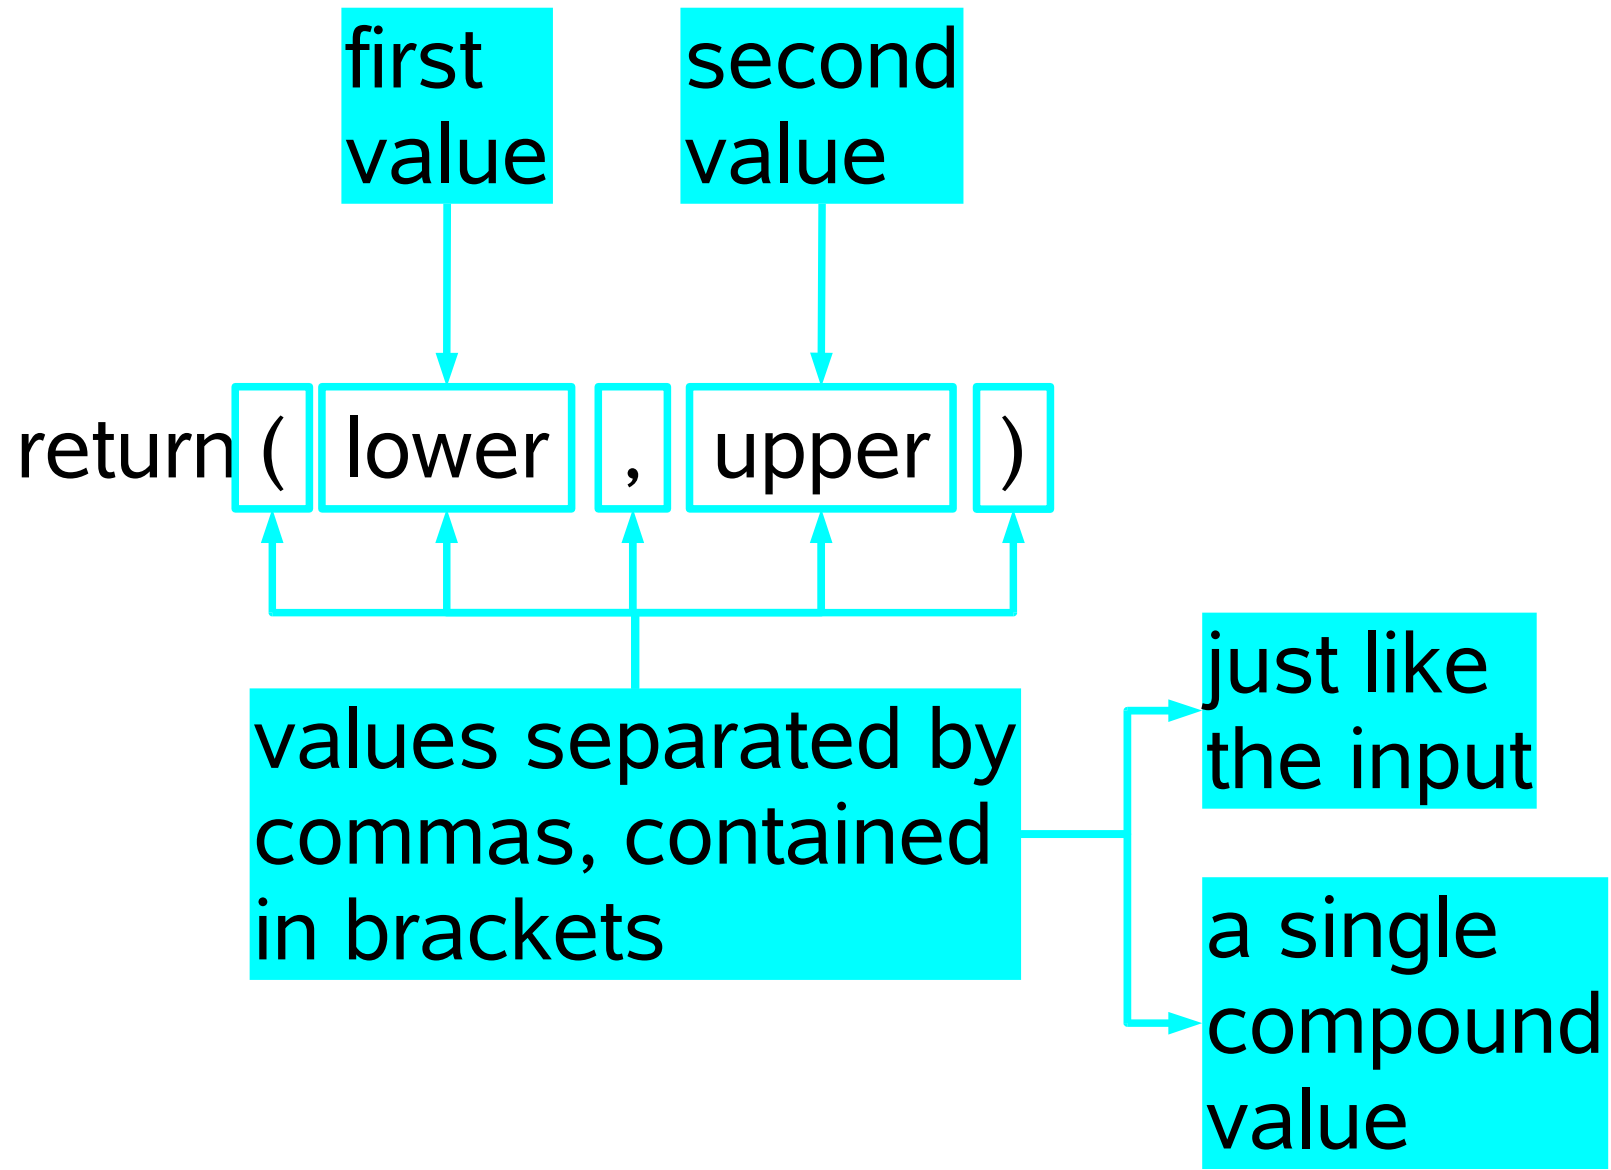 first
value
second
value
return ( lower , upper )
values separated by
commas, contained
in brackets
just like
the input
a single
compound
value